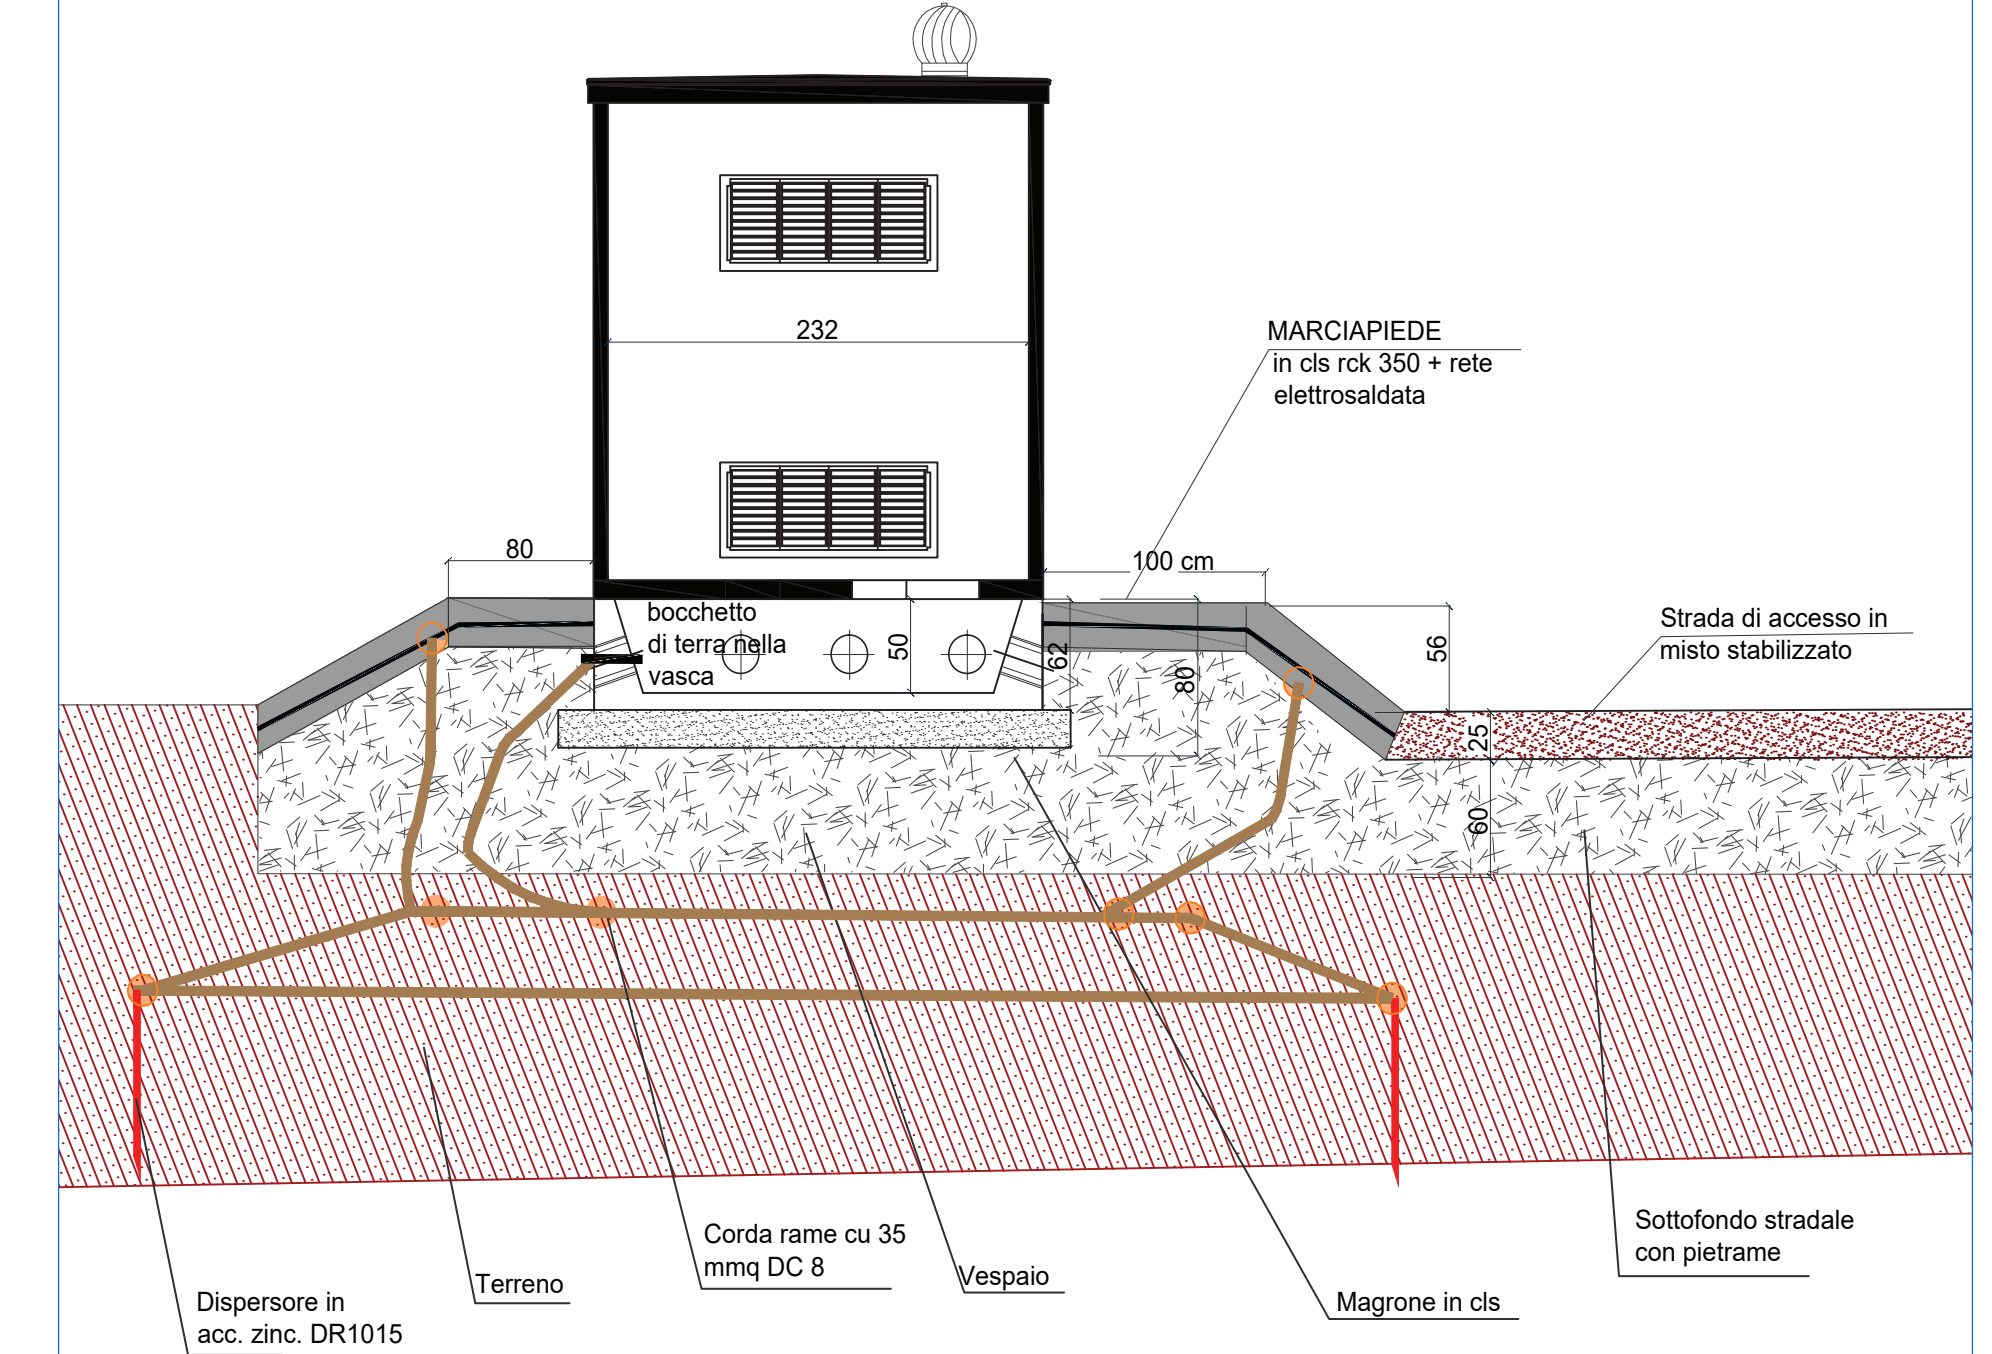 232
MARCIAPIEDE
in cls rck 350 + rete
elettrosaldata
80
100 cm
bocchetto
di terra nella
vasca
50
62
80
56
Strada di accesso in
misto stabilizzato
25
60
Corda rame cu 35
mmq DC 8
Terreno
Vespaio
Sottofondo stradale
con pietrame
Magrone in cls
Dispersore in
acc. zinc. DR1015